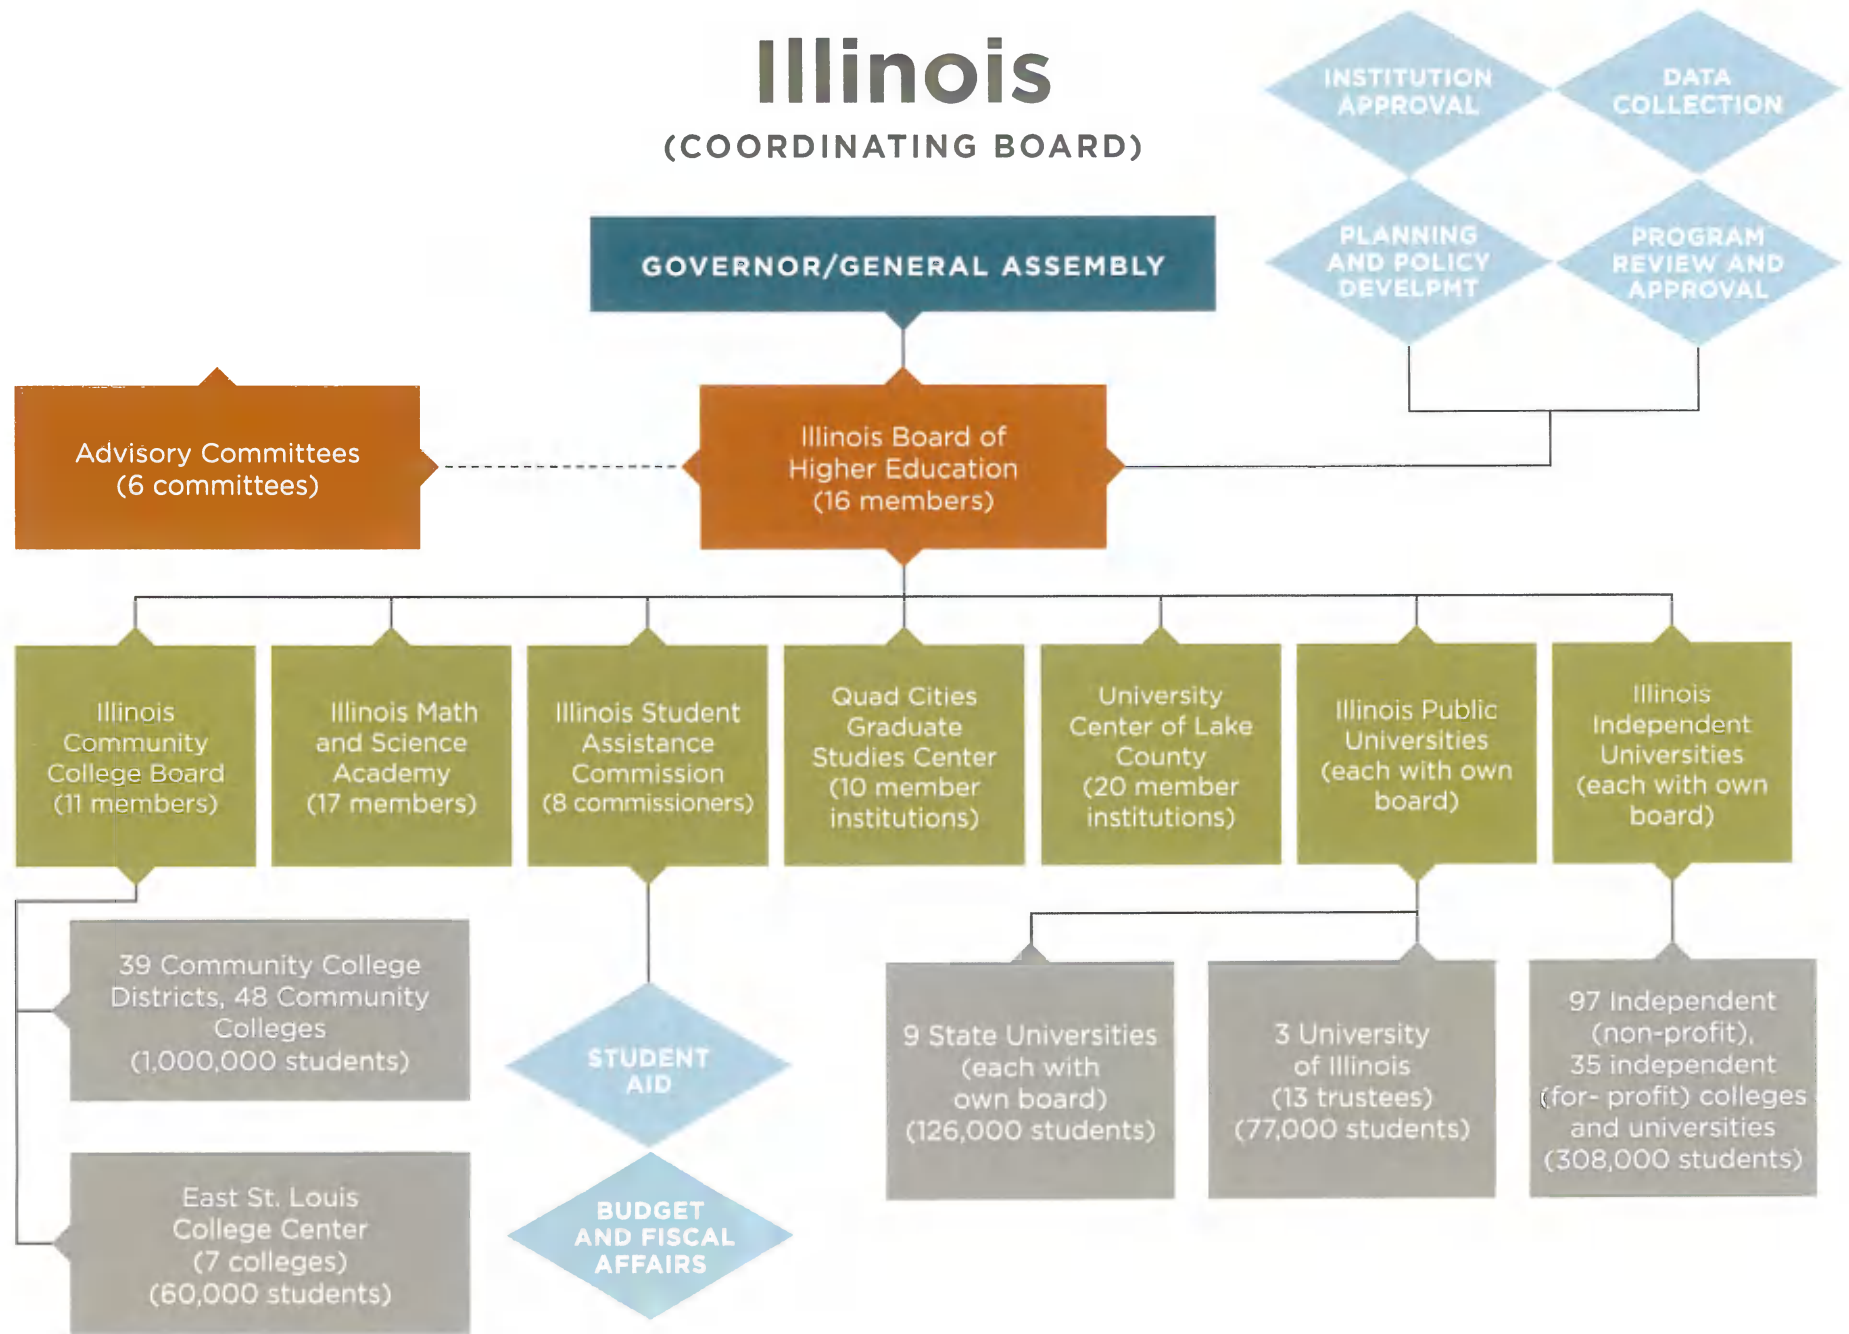 Illinois
(COORDINATING BOARD)
INSTITUTION
APPROVAL
DATA
COLLECTION
PLANNING
AND POLICY
DEVELPMT
PROGRAM
REVIEW AND
APPROVAL
GOVERNOR/GENERAL ASSEMBLY
Advisory Committees
(6 committees)
Illinois Board of
Higher Education
(16 members)
Illinois
Community
College Board
(11 members)
Illinois Math
and Science
Academy
(17 members)
Illinois Student
Assistance
Commission
(8 commissioners)
Quad Cities
Graduate
Studies Center
(10 member
institutions)
University
Center of Lake
County
(20 member
institutions)
Illinois Public
Universities
(each with own
board)
Illinois
Independent
Universities
(each with own
board)
39 Community College
Districts, 48 Community
Colleges
(1,000,000 students)
East St. Louis
College Center
(7 colleges)
(60,000 students)
STUDENT
AID
BUDGET
AND FISCAL
AFFAIRS
9 State Universities
(each with
own board)
(126,000 students)
3 University
of Illinois
(13 trustees)
(77,000 students)
97 Independent
(non-profit),
35 independent
(for- profit) colleges
and universities
(308,000 students)